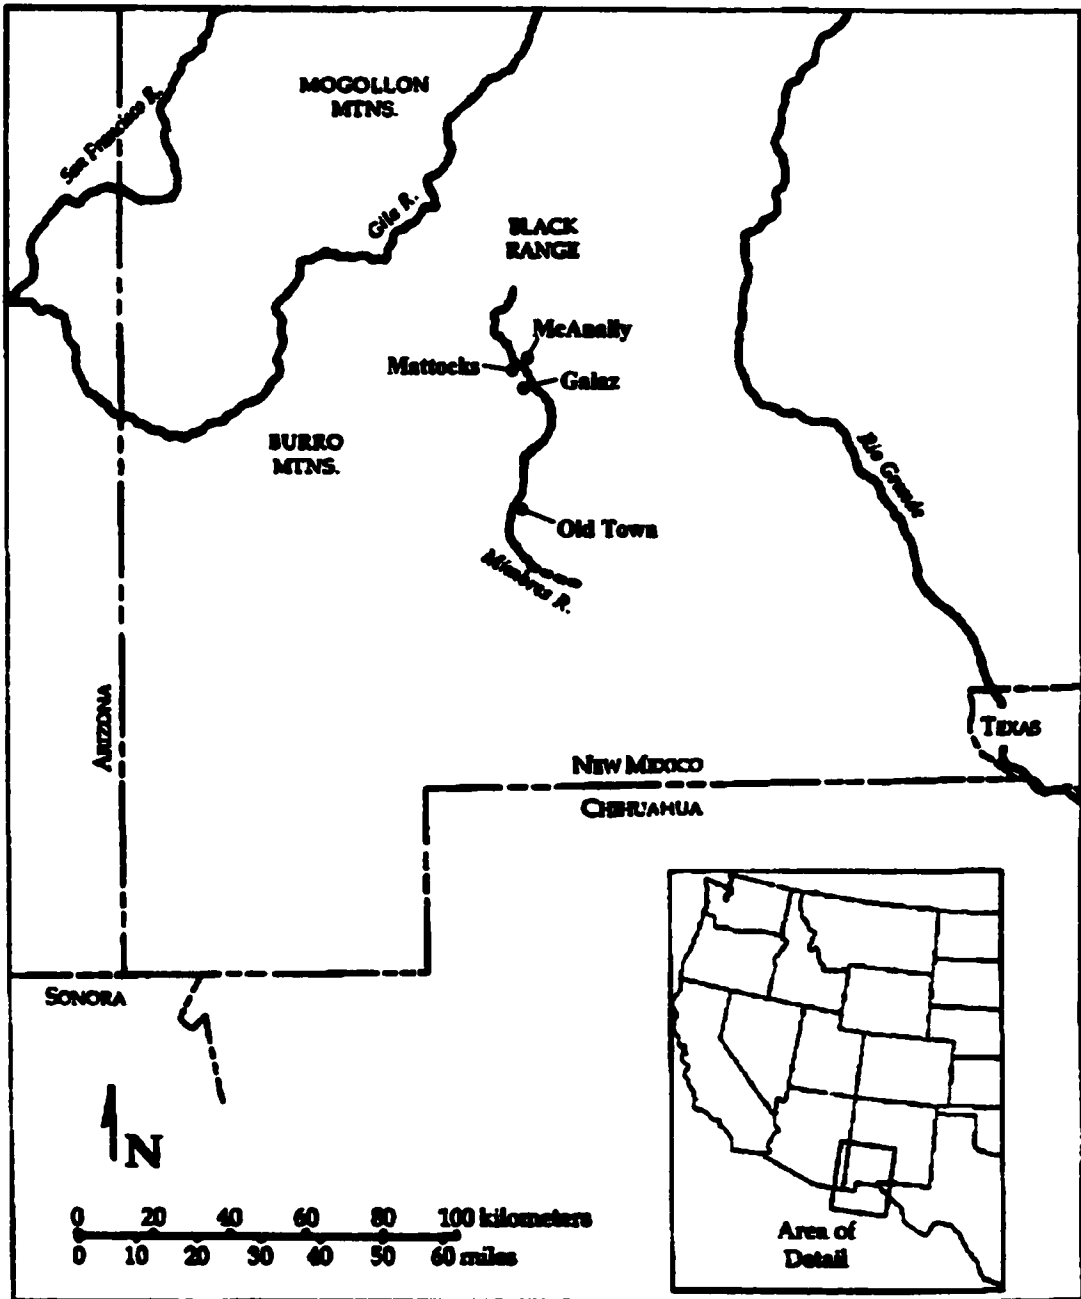 MOGOLLON
MTNS.
San Francisco R.
Gila R.
BLACK
RANGE
McAnally
Mattocks
Galaz
BURRO
MTNS.
Rio Grande
Old Town
Mimbres R.
ARIZONA
TEXAS
NEW MEXICO
CHIHUAHUA
SONORA
N
0 20 40 60 80 100 kilometers
0 10 20 30 40 50 60 miles
Area of
Detail